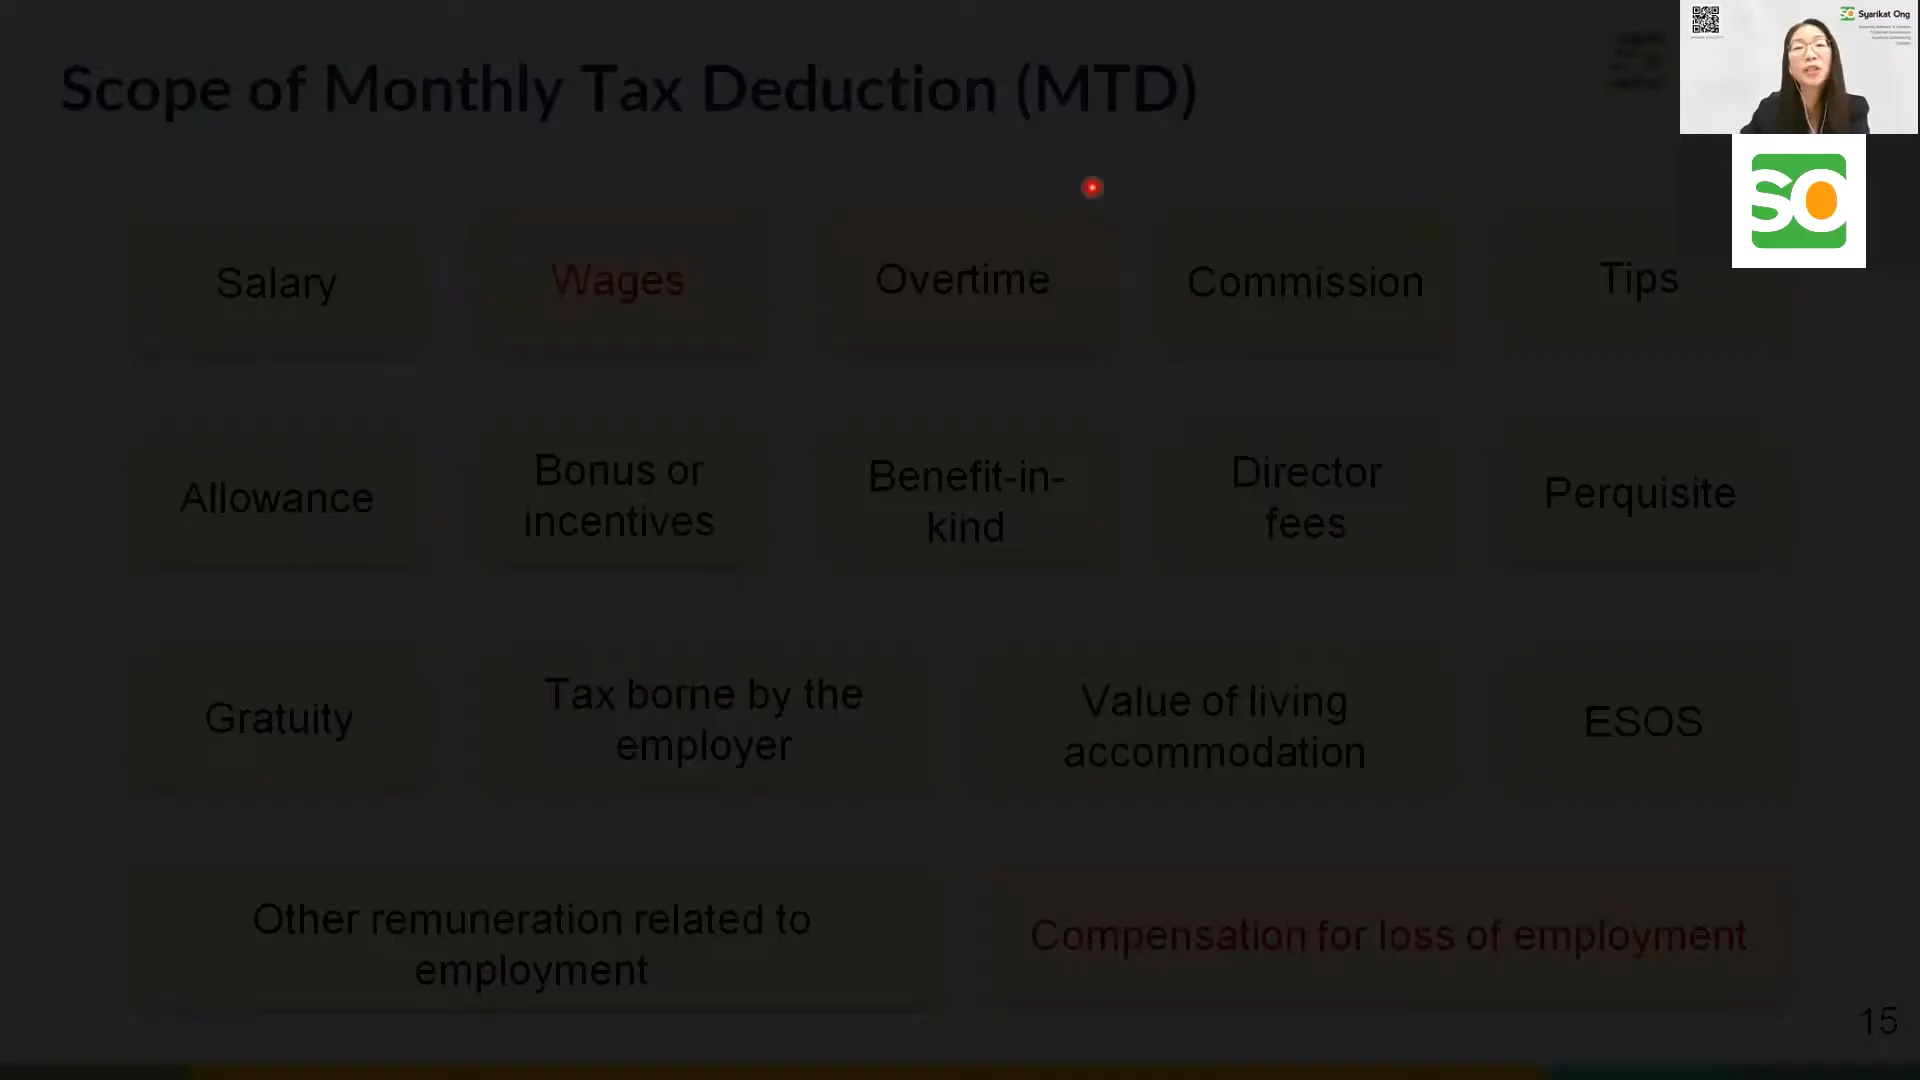 Scope of Monthly Tax Deduction (MTD)
Syarikat Ong
SO
Salary
Wages
Overtime
Commission
Tips
Allowance
Bonus or
incentives
Benefit-in-
kind
Director
fees
Perquisite
Gratuity
Tax borne by the
employer
Value of living
accommodation
ESOS
Other remuneration related to
employment
Compensation for loss of employment
15